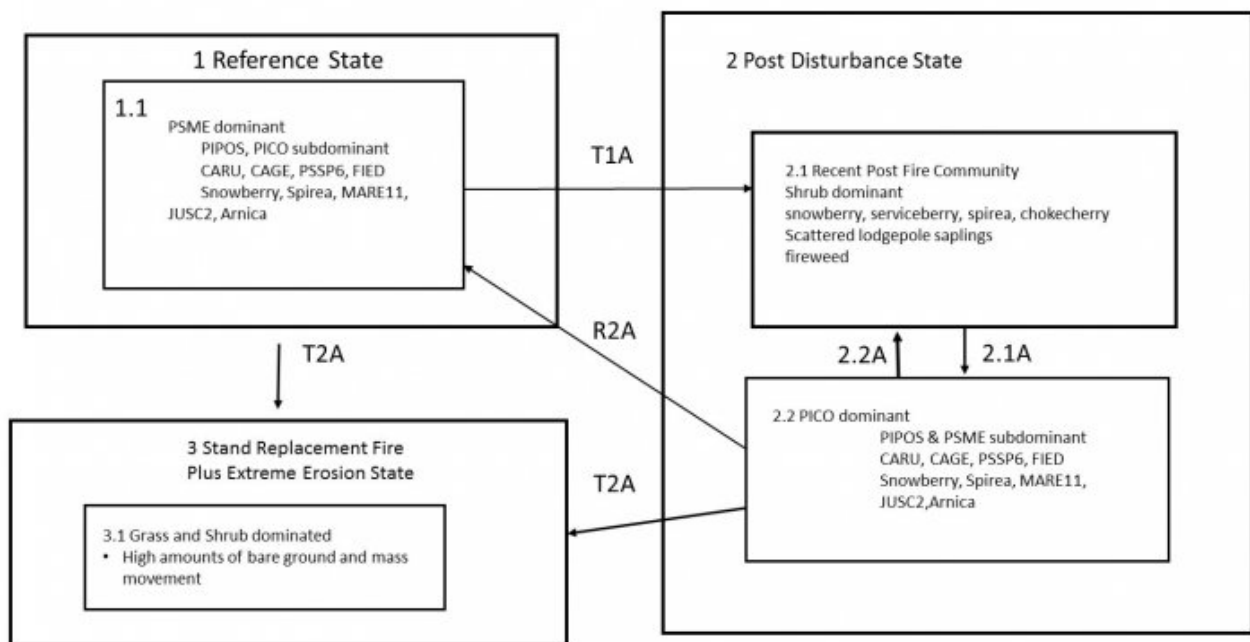 1 Reference State
1.1
PSME dominant
PIPOS, PICO subdominant
CARU, CAGE, PSSP6, FIED
Snowberry, Spirea, MARE11,
JUSC2, Arnica
T1A
2 Post Disturbance State
2.1 Recent Post Fire Community
Shrub dominant
snowberry, serviceberry, spirea, chokecherry
Scattered lodgepole saplings
fireweed
R2A
T2A
2.2A
2.1A
2.2 PICO dominant
PIPOS & PSME subdominant
CARU, CAGE, PSSP6, FIED
Snowberry, Spirea, MARE11,
JUSC2,Arnica
T2A
3 Stand Replacement Fire
Plus Extreme Erosion State
3.1 Grass and Shrub dominated
• High amounts of bare ground and mass
movement